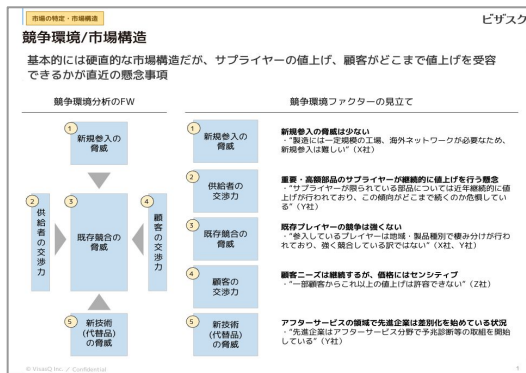 市場の特定・市場構造
ビザスク
競争環境/市場構造
基本的には硬直的な市場構造だが、サプライヤーの値上げ、顧客がどこまで値上げを受容
できるかが直近の懸念事項
競争環境分析のFW
競争環境ファクターの見立て
1
新規参入の
脅威
2
供給者の交渉力
3
既存競合の
脅威
4
顧客の交渉力
5
新技術
(代替品)
の脅威
1
新規参入の
脅威
新規参入の脅威は少ない
・"製造には一定規模の工場、海外ネットワークが必要なため、
新規参入は難しい"（X社）
2
供給者の
交渉力
重要・高額部品のサプライヤーが継続的に値上げを行う懸念
・"サプライヤーが限られている部品については近年継続的に値
上げが行われており、この傾向がどこまで続くのか危惧してい
る"（Y社）
3
既存競合の
脅威
既存プレイヤーの競争は強くない
・"参入しているプレイヤーは地域・製品種別で棲み分けが行わ
れており、強く競合している訳ではない"（X社、Y社）
4
顧客の
交渉力
顧客ニーズは継続するが、価格にはセンシティブ
・"一部顧客からこれ以上の値上げは許容できない"（Z社）
5
新技術
(代替品)
の脅威
アフターサービスの領域で先進企業は差別化を始めている状況
・"先進企業はアフターサービス分野で予兆診断等の取組を開始
している"（Y社）
© VisasQ Inc. / Confidential
1